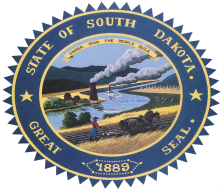 STATE OF SOUTH DAKOTA.
UNDER GOD THE PEOPLE RULE
GREAT SEAL.
1889